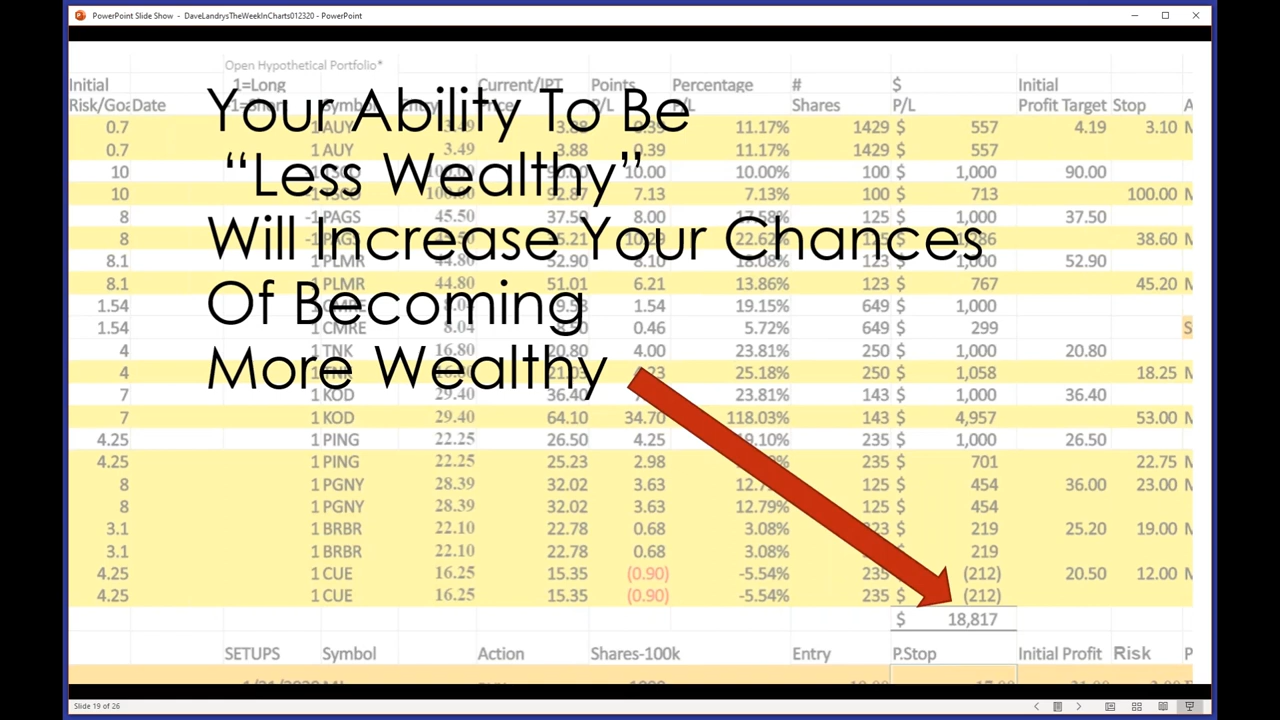 PowerPoint Slide Show - DaveLandrysTheWeekInCharts012320 - PowerPoint
Open Hypothetical Portfolio*
Initial 1=Long Current/IPT Points Percentage # $ Initial
Risk/Goa Date Shares P/L Profit Target Stop A
Your Ability To Be
“Less Wealthy”
Will Increase Your Chances
Of Becoming
More Wealthy
0.7 1 AUY 3.49 3.88 0.39 11.17% 1429 $ 557 4.19 3.10 M
0.7 1 AUY 3.49 3.88 0.39 11.17% 1429 $ 557
10 10.00 10.00% 100 $ 1,000 90.00
10 92.87 7.13 7.13% 100 $ 713 100.00 M
8 -1 PAGS 45.50 37.50 8.00 17.58% 125 $ 1,000 37.50
8 22.62% 38.60 M
8.1 1 PLMR 44.80 52.90 8.10 18.08% 123 $ 1,000 52.90
8.1 1 PLMR 44.80 51.01 6.21 13.86% 123 $ 767 45.20 M
1.54 1.54 19.15% 649 $ 1,000
1.54 1 CMRE 8.04 8.50 0.46 5.72% 649 $ 299 S
4 1 TNK 16.80 20.80 4.00 23.81% 250 $ 1,000 20.80
4 21.03 25.18% 250 $ 1,058 18.25 M
7 1 KOD 29.40 36.40 23.81% 143 $ 1,000 36.40
7 1 KOD 29.40 64.10 34.70 118.03% 143 $ 4,957 53.00 M
4.25 1 PING 22.25 26.50 4.25 235 $ 1,000 26.50
4.25 1 PING 22.25 25.23 2.98 235 $ 701 22.75 M
8 1 PGNY 28.39 32.02 3.63 125 $ 454 36.00 23.00 M
8 1 PGNY 28.39 32.02 3.63 12.79% 125 $ 454
3.1 1 BRBR 22.10 22.78 0.68 3.08% $ 219 25.20 19.00 M
3.1 1 BRBR 22.10 22.78 0.68 3.08% 219
4.25 1 CUE 16.25 15.35 (0.90) -5.54% 235 (212) 20.50 12.00 M
4.25 1 CUE 16.25 15.35 (0.90) -5.54% 235 $ (212)
$ 18,817
SETUPS Symbol Action Shares-100k Entry P.Stop Initial Profit Risk P
Slide 19 of 26